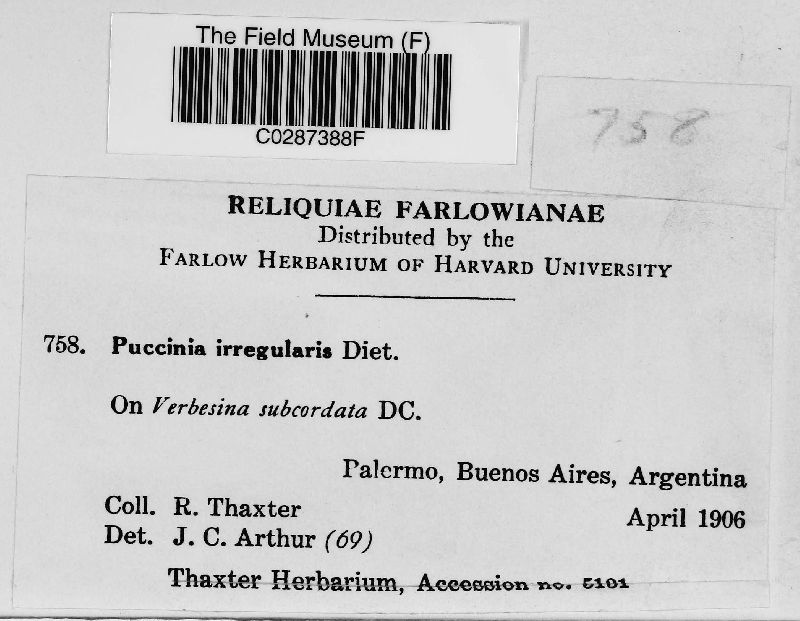 The Field Museum (F)
C0287388F
758
RELIQUIAE FARLOWIANAE
Distributed by the
FARLOW HERBARIUM OF HARVARD UNIVERSITY
758. Puccinia irregularis Diet.
On Verbesina subcordata DC.
Palermo, Buenos Aires, Argentina
Coll. R. Thaxter April 1906
Det. J. C. Arthur (69)
Thaxter Herbarium, Accession no. 5101